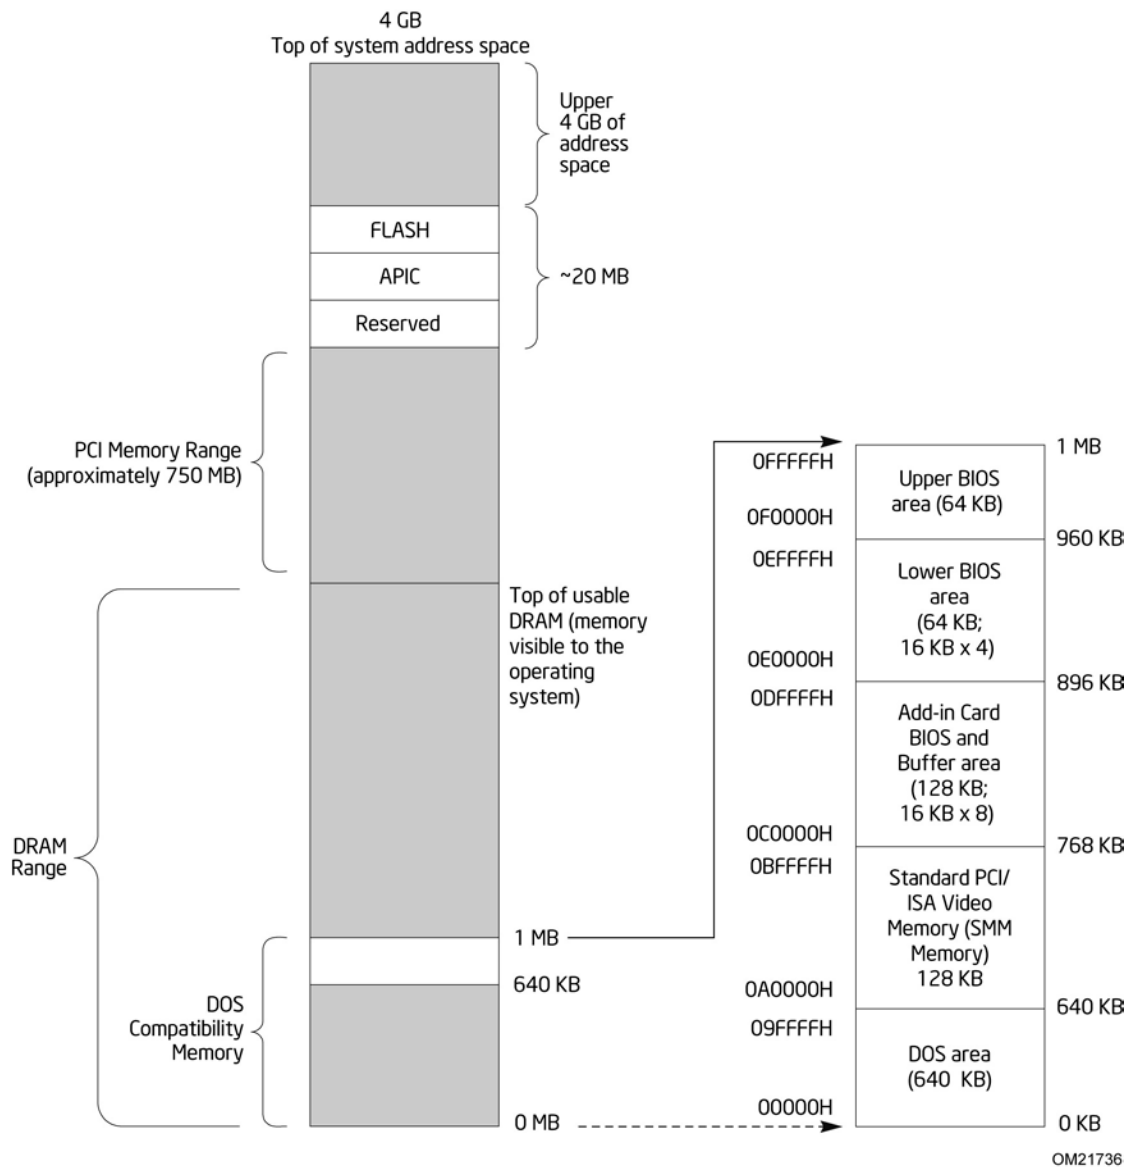 4 GB
Top of system address space
Upper
4 GB of
address
space
FLASH
APIC
~20 MB
Reserved
PCI Memory Range
(approximately 750 MB)
Top of usable
DRAM (memory
visible to the
operating
system)
DRAM
Range
1 MB
640 KB
DOS
Compatibility
Memory
0 MB
0FFFFFH
0F0000H
0EFFFFH
0E0000H
0DFFFFH
0C0000H
0BFFFFH
0A0000H
09FFFFH
00000H
Upper BIOS
area (64 KB)
Lower BIOS
area
(64 KB;
16 KB x 4)
Add-in Card
BIOS and
Buffer area
(128 KB;
16 KB x 8)
Standard PCI/
ISA Video
Memory (SMM
Memory)
128 KB
DOS area
(640 KB)
1 MB
960 KB
896 KB
768 KB
640 KB
0 KB
OM21736